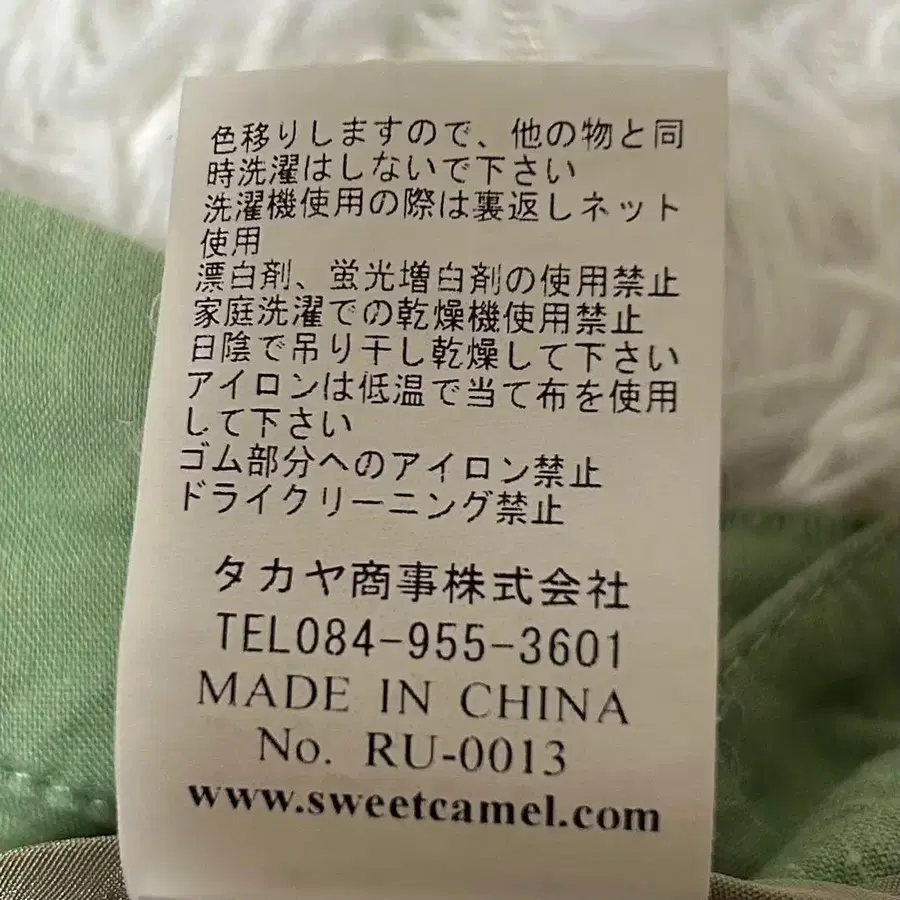 色移りしますので、他の物と同
時洗濯はしないで下さい
洗濯機使用の際は裏返しネット
使用
漂白剤、蛍光増白剤の使用禁止
家庭洗濯での乾燥機使用禁止
日陰で吊り干し乾燥して下さい
アイロンは低温で当て布を使用
して下さい
ゴム部分へのアイロン禁止
ドライクリーニング禁止
タカヤ商事株式会社
TEL084-955-3601
MADE IN CHINA
No. RU-0013
www.sweetcamel.com